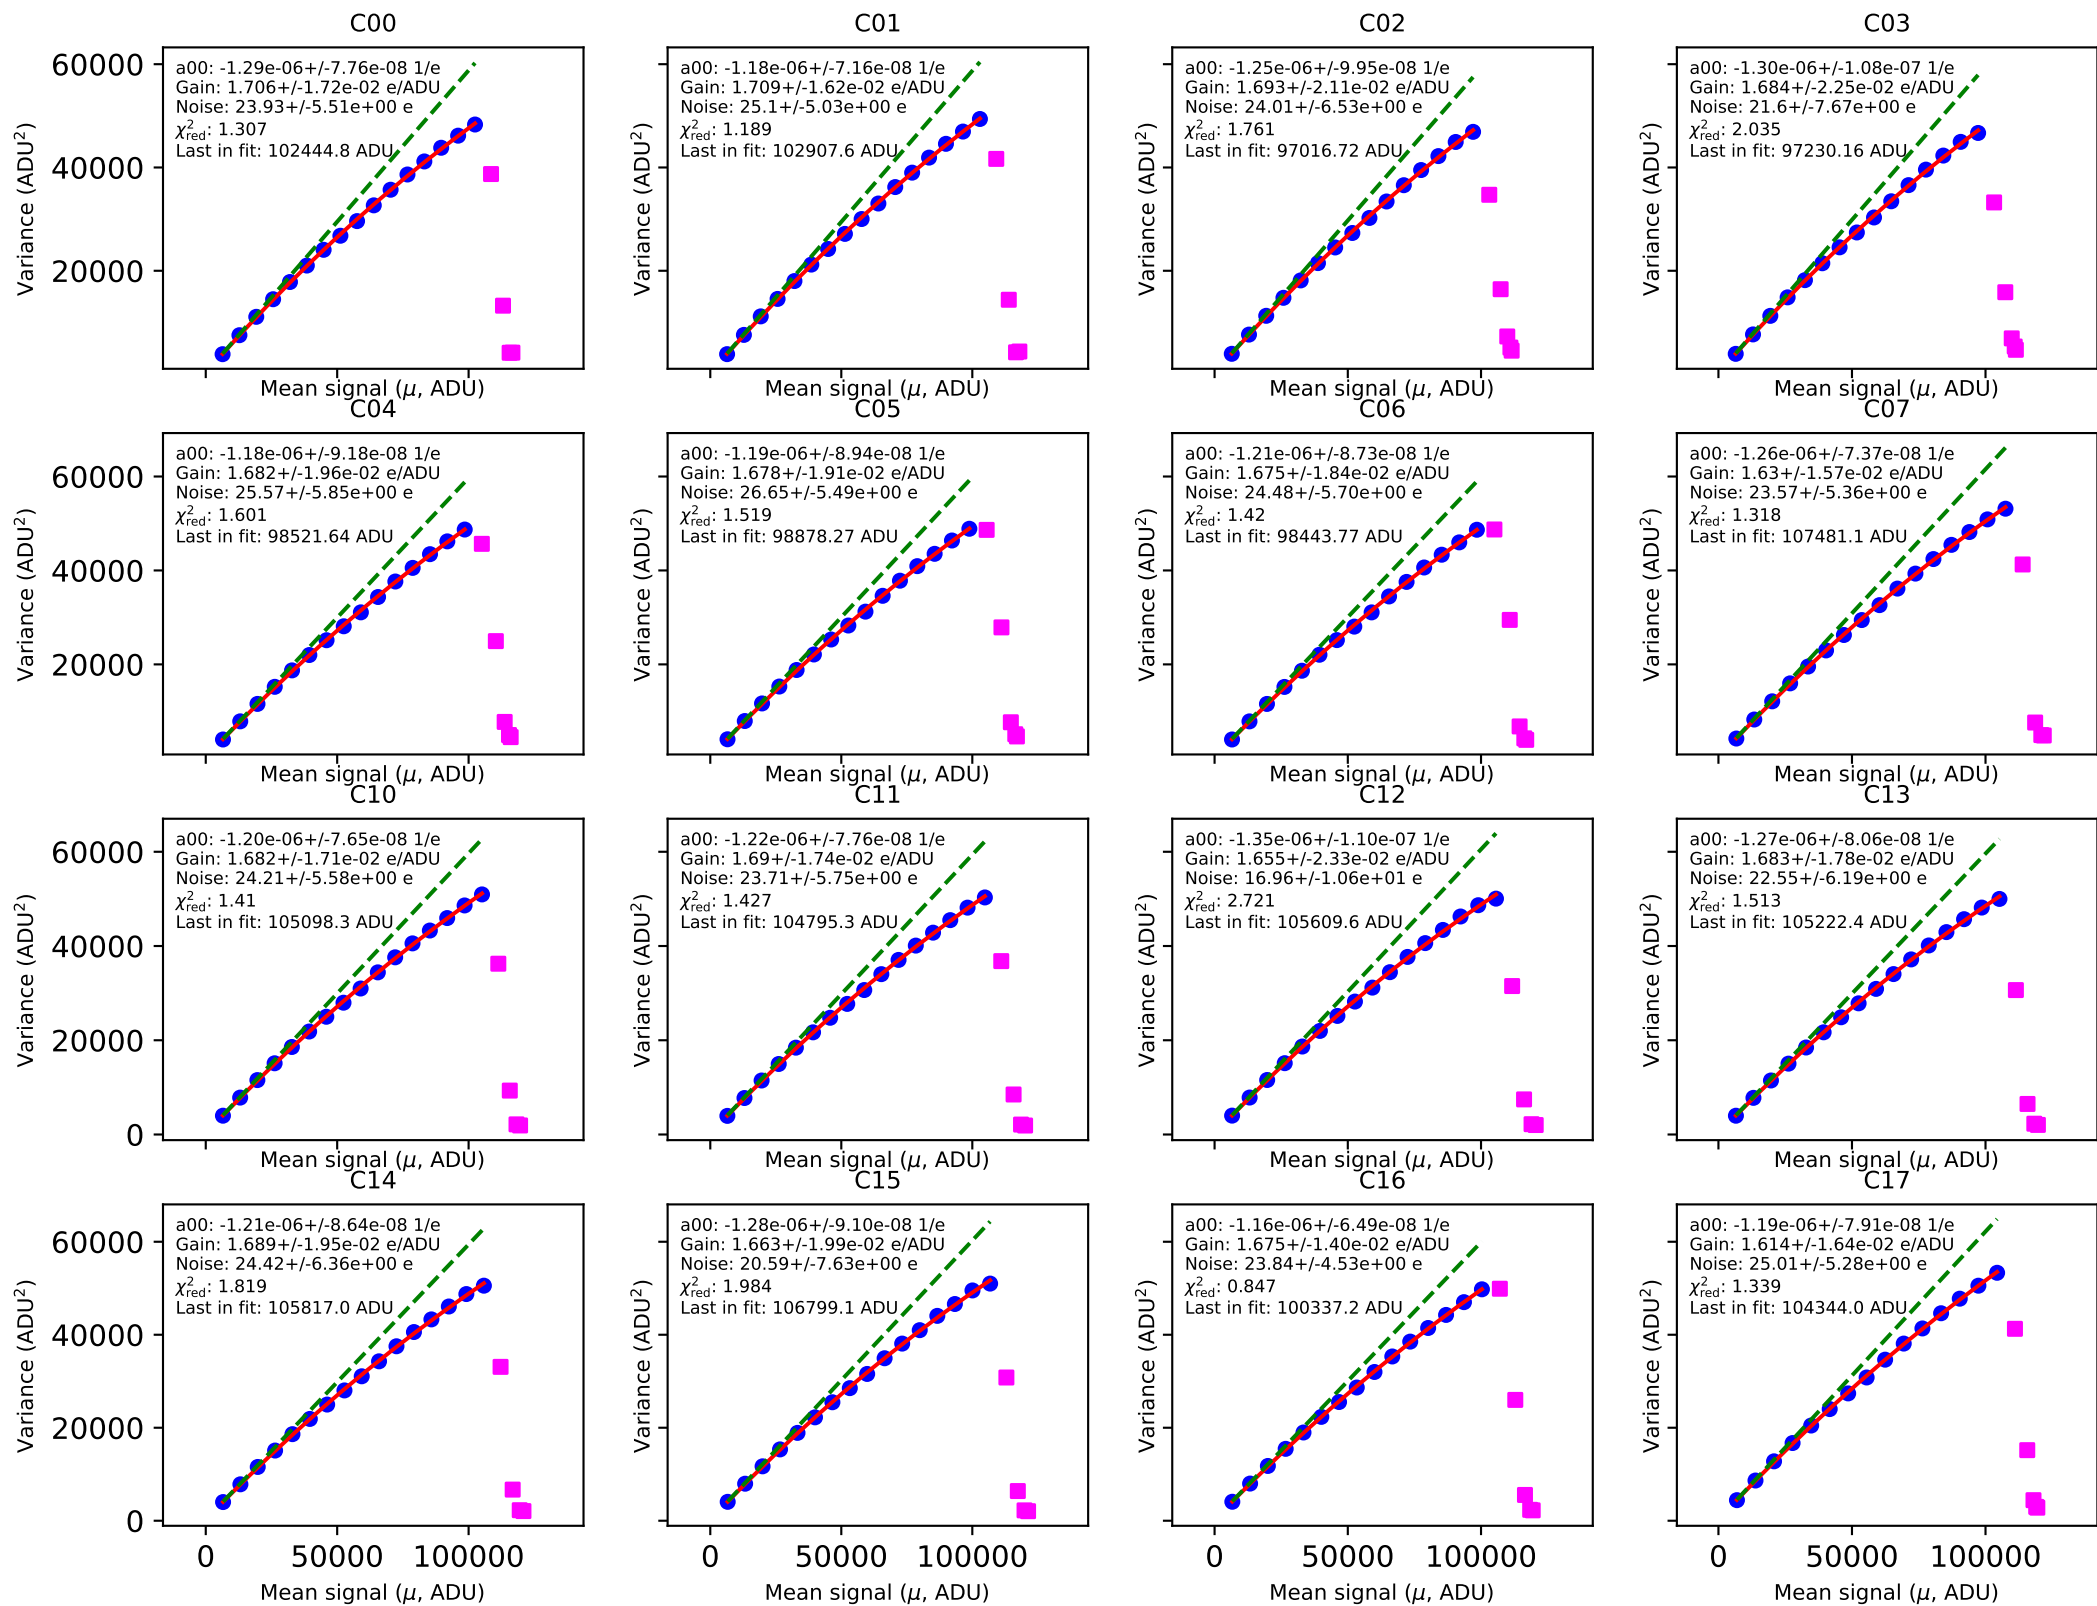 C00
C01
C02
C03
60000
40000
20000
Variance (ADU²)
a00: -1.29e-06+/-7.76e-08 1/e
Gain: 1.706+/-1.72e-02 e/ADU
Noise: 23.93+/-5.51e+00 e
χ²red: 1.307
Last in fit: 102444.8 ADU
Mean signal (μ, ADU)
Variance (ADU²)
a00: -1.18e-06+/-7.16e-08 1/e
Gain: 1.709+/-1.62e-02 e/ADU
Noise: 25.1+/-5.03e+00 e
χ²red: 1.189
Last in fit: 102907.6 ADU
Mean signal (μ, ADU)
Variance (ADU²)
a00: -1.25e-06+/-9.95e-08 1/e
Gain: 1.693+/-2.11e-02 e/ADU
Noise: 24.01+/-6.53e+00 e
χ²red: 1.761
Last in fit: 97016.72 ADU
Mean signal (μ, ADU)
Variance (ADU²)
a00: -1.30e-06+/-1.08e-07 1/e
Gain: 1.684+/-2.25e-02 e/ADU
Noise: 21.6+/-7.67e+00 e
χ²red: 2.035
Last in fit: 97230.16 ADU
Mean signal (μ, ADU)
C04
C05
C06
C07
60000
40000
20000
Variance (ADU²)
a00: -1.18e-06+/-9.18e-08 1/e
Gain: 1.682+/-1.96e-02 e/ADU
Noise: 25.57+/-5.85e+00 e
χ²red: 1.601
Last in fit: 98521.64 ADU
Mean signal (μ, ADU)
Variance (ADU²)
a00: -1.19e-06+/-8.94e-08 1/e
Gain: 1.678+/-1.91e-02 e/ADU
Noise: 26.65+/-5.49e+00 e
χ²red: 1.519
Last in fit: 98878.27 ADU
Mean signal (μ, ADU)
Variance (ADU²)
a00: -1.21e-06+/-8.73e-08 1/e
Gain: 1.675+/-1.84e-02 e/ADU
Noise: 24.48+/-5.70e+00 e
χ²red: 1.42
Last in fit: 98443.77 ADU
Mean signal (μ, ADU)
Variance (ADU²)
a00: -1.26e-06+/-7.37e-08 1/e
Gain: 1.63+/-1.57e-02 e/ADU
Noise: 23.57+/-5.36e+00 e
χ²red: 1.318
Last in fit: 107481.1 ADU
Mean signal (μ, ADU)
C10
C11
C12
C13
60000
40000
20000
0
Variance (ADU²)
a00: -1.20e-06+/-7.65e-08 1/e
Gain: 1.682+/-1.71e-02 e/ADU
Noise: 24.21+/-5.58e+00 e
χ²red: 1.41
Last in fit: 105098.3 ADU
Mean signal (μ, ADU)
Variance (ADU²)
a00: -1.22e-06+/-7.76e-08 1/e
Gain: 1.69+/-1.74e-02 e/ADU
Noise: 23.71+/-5.75e+00 e
χ²red: 1.427
Last in fit: 104795.3 ADU
Mean signal (μ, ADU)
Variance (ADU²)
a00: -1.35e-06+/-1.10e-07 1/e
Gain: 1.655+/-2.33e-02 e/ADU
Noise: 16.96+/-1.06e+01 e
χ²red: 2.721
Last in fit: 105609.6 ADU
Mean signal (μ, ADU)
Variance (ADU²)
a00: -1.27e-06+/-8.06e-08 1/e
Gain: 1.683+/-1.78e-02 e/ADU
Noise: 22.55+/-6.19e+00 e
χ²red: 1.513
Last in fit: 105222.4 ADU
Mean signal (μ, ADU)
C14
C15
C16
C17
60000
40000
20000
0
Variance (ADU²)
a00: -1.21e-06+/-8.64e-08 1/e
Gain: 1.689+/-1.95e-02 e/ADU
Noise: 24.42+/-6.36e+00 e
χ²red: 1.819
Last in fit: 105817.0 ADU
0 50000 100000
Mean signal (μ, ADU)
Variance (ADU²)
a00: -1.28e-06+/-9.10e-08 1/e
Gain: 1.663+/-1.99e-02 e/ADU
Noise: 20.59+/-7.63e+00 e
χ²red: 1.984
Last in fit: 106799.1 ADU
0 50000 100000
Mean signal (μ, ADU)
Variance (ADU²)
a00: -1.16e-06+/-6.49e-08 1/e
Gain: 1.675+/-1.40e-02 e/ADU
Noise: 23.84+/-4.53e+00 e
χ²red: 0.847
Last in fit: 100337.2 ADU
0 50000 100000
Mean signal (μ, ADU)
Variance (ADU²)
a00: -1.19e-06+/-7.91e-08 1/e
Gain: 1.614+/-1.64e-02 e/ADU
Noise: 25.01+/-5.28e+00 e
χ²red: 1.339
Last in fit: 104344.0 ADU
0 50000 100000
Mean signal (μ, ADU)